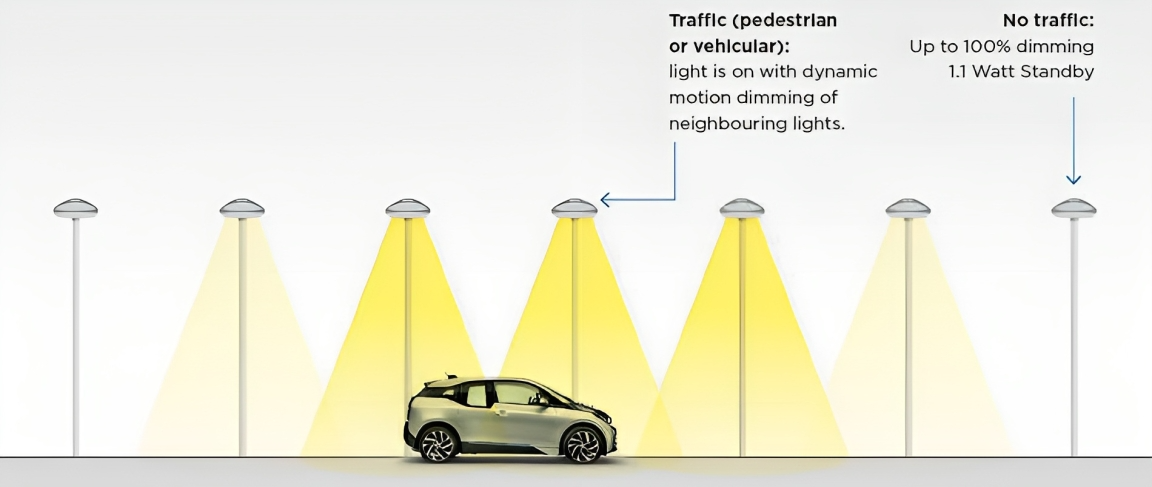 Traffic (pedestrian
or vehicular):
light is on with dynamic
motion dimming of
neighbouring lights.
No traffic:
Up to 100% dimming
1.1 Watt Standby